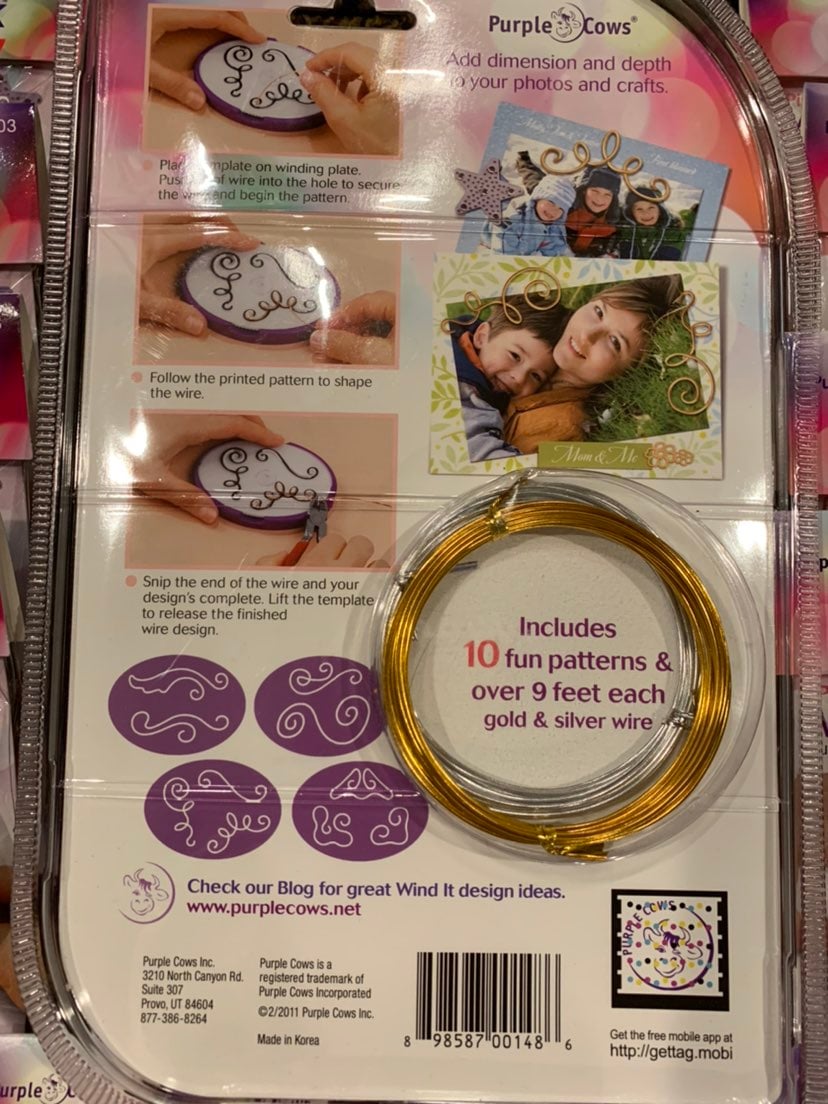 Purple Cows®
Add dimension and depth
to your photos and crafts.
template on winding plate.
of wire into the hole to secure
the wire and begin the pattern.
Follow the printed pattern to shape
the wire.
Mom & Me
Snip the end of the wire and your
design's complete. Lift the template
to release the finished
wire design.
Includes
10 fun patterns &
over 9 feet each
gold & silver wire
Check our Blog for great Wind It design ideas.
www.purplecows.net
PURPLE COWS
Purple Cows Inc.
3210 North Canyon Rd.
Suite 307
Provo, UT 84604
877-386-8264
Purple Cows is a
registered trademark of
Purple Cows Incorporated
©2/2011 Purple Cows Inc.
Made in Korea
8 98587 00148 6
Get the free mobile app at
http://gettag.mobi
03